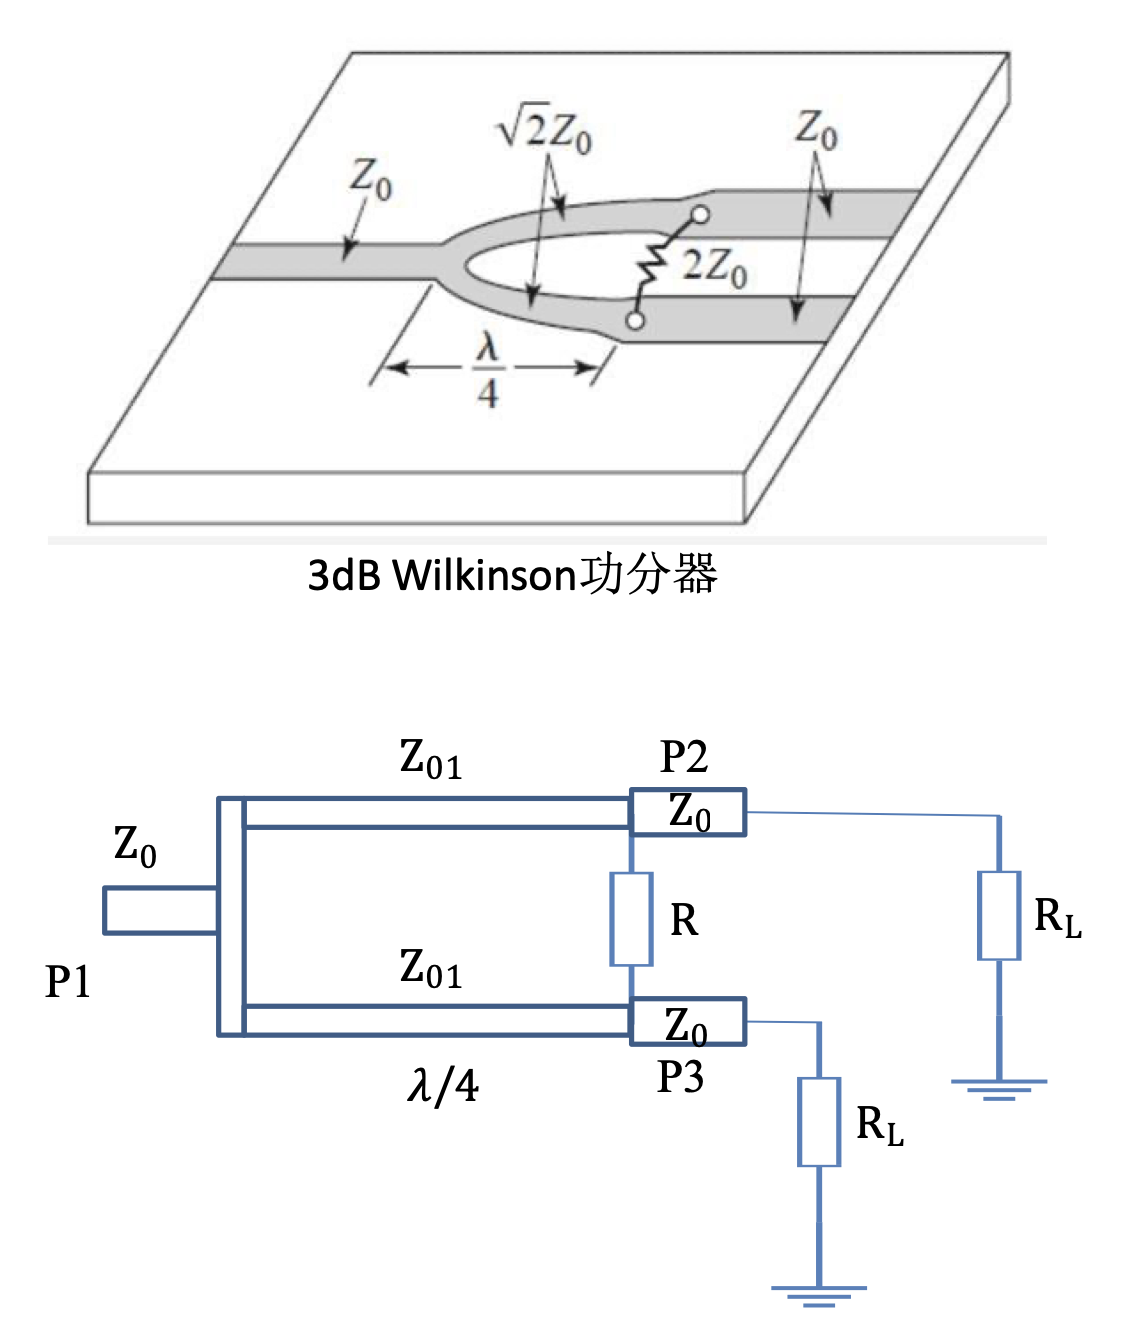 √2Z₀
Z₀
Z₀
2Z₀
λ/4
3dB Wilkinson功分器
Z₀₁
P2
Z₀
Z₀
R
R_L
Z₀₁
P1
Z₀
λ/4
P3
R_L